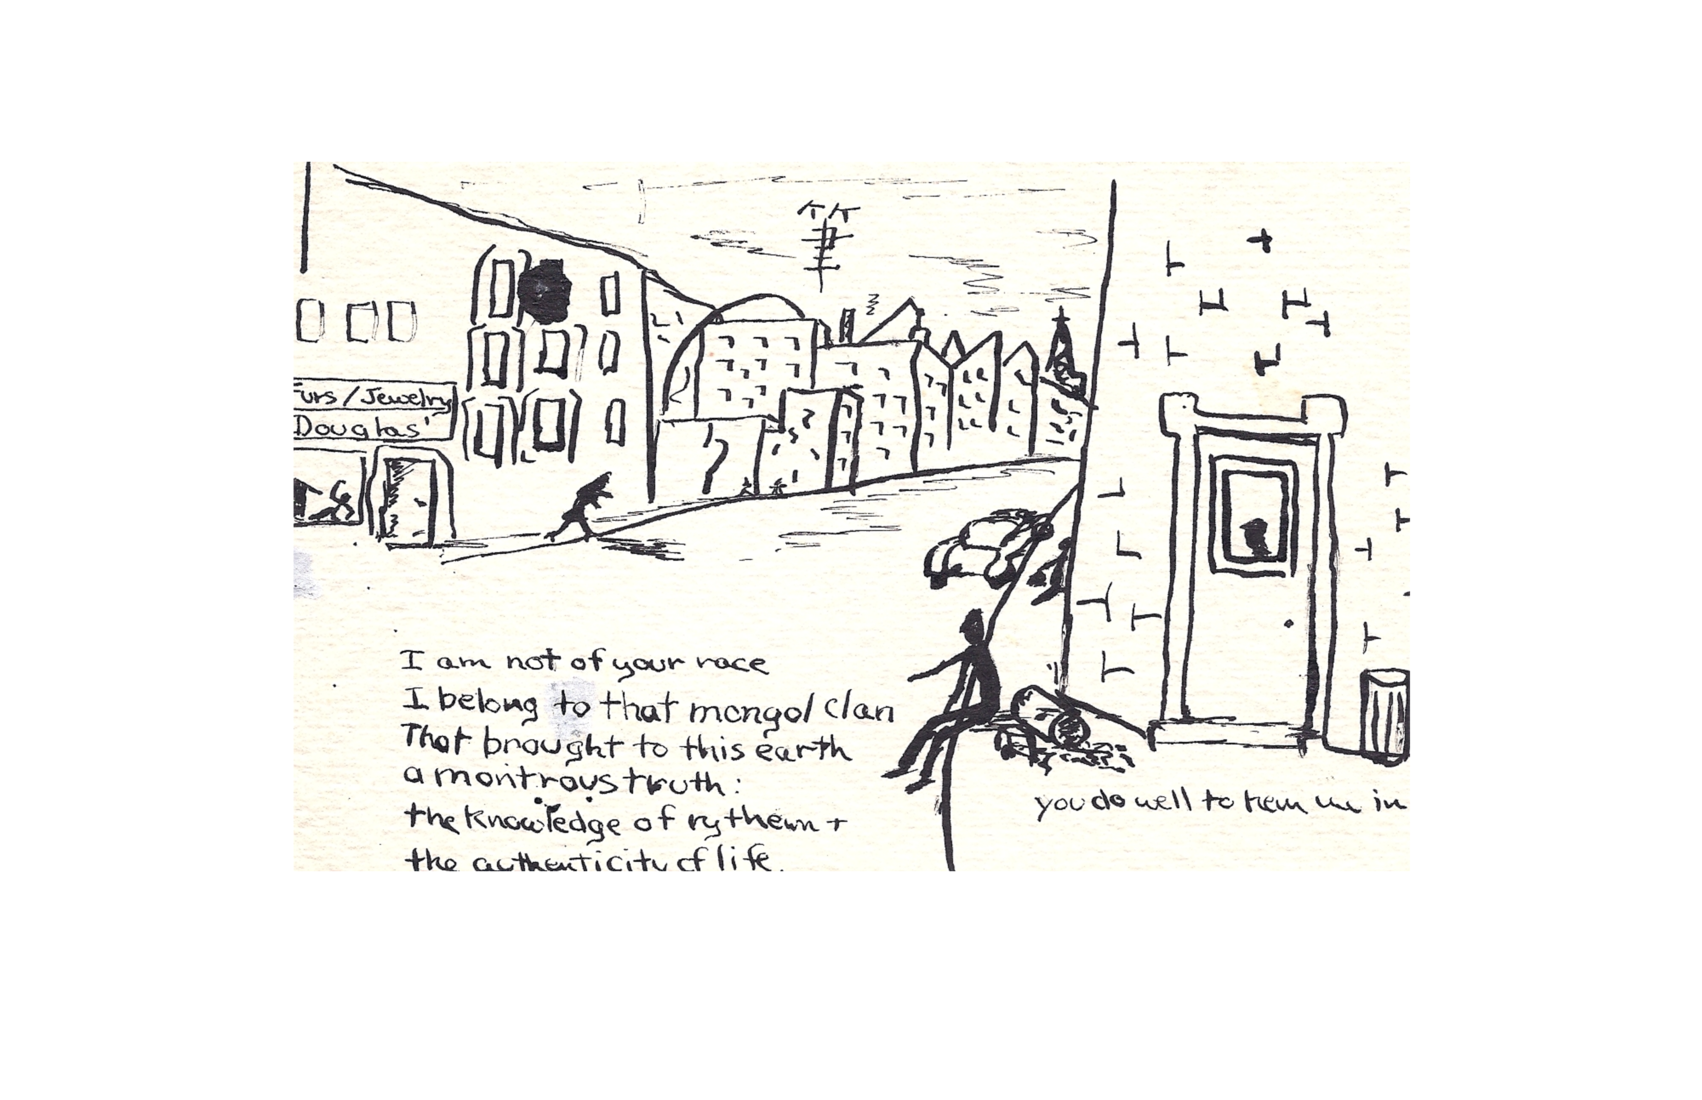 Furs/Jewelry
Douglas'
I am not of your race
I belong to that mongol clan
That brought to this earth
a montrous truth:
the knowledge of rythemn +
the authenticity of life.
you do well to hem me in